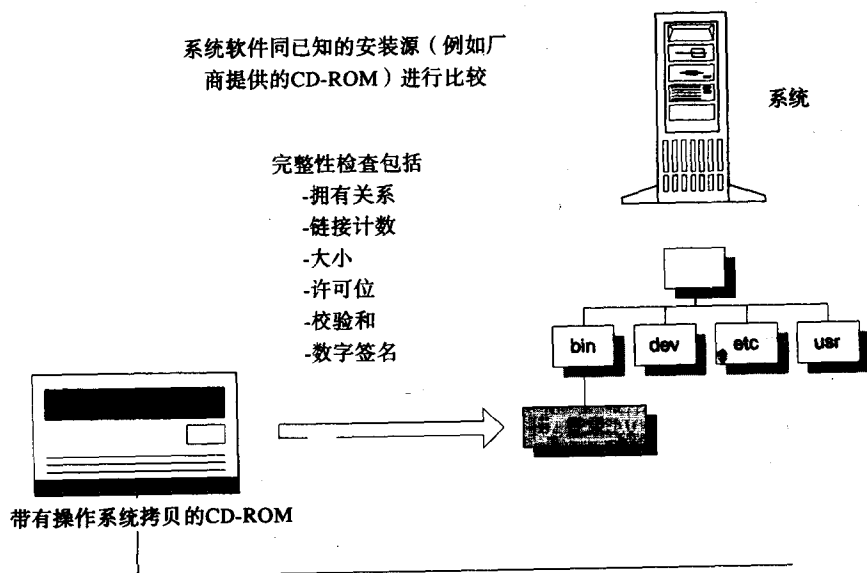 系统软件同已知的安装源（例如厂
商提供的CD-ROM）进行比较
系统
完整性检查包括
-拥有关系
-链接计数
-大小
-许可位
-校验和
-数字签名
bin
dev
etc
usr
带有操作系统拷贝的CD-ROM